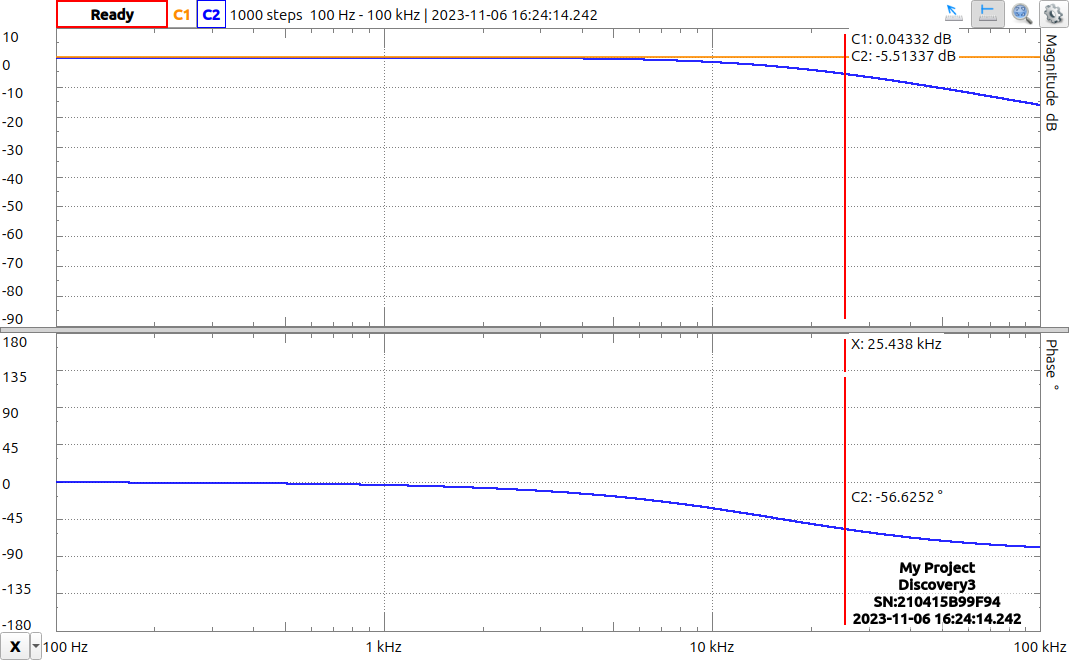 Ready C1 C2 1000 steps 100 Hz - 100 kHz | 2023-11-06 16:24:14.242
C1: 0.04332 dB
C2: -5.51337 dB
10
0
-10
-20
-30
-40
-50
-60
-70
-80
-90
Magnitude dB
X: 25.438 kHz
180
135
90
45
0
-45
-90
-135
-180
Phase °
C2: -56.6252 °
My Project
Discovery3
SN:210415B99F94
2023-11-06 16:24:14.242
X 100 Hz 1 kHz 10 kHz 100 kHz